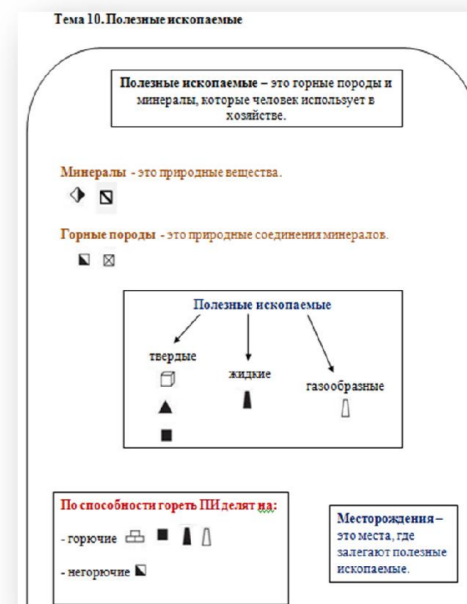 Тема 10. Полезные ископаемые
Полезные ископаемые – это горные породы и
минералы, которые человек использует в
хозяйстве.
Минералы - это природные вещества.
Горные породы - это природные соединения минералов.
Полезные ископаемые
твердые
жидкие
газообразные
По способности гореть ПИ делят на:
- горючие
- негорючие
Месторождения –
это места, где
залегают полезные
ископаемые.